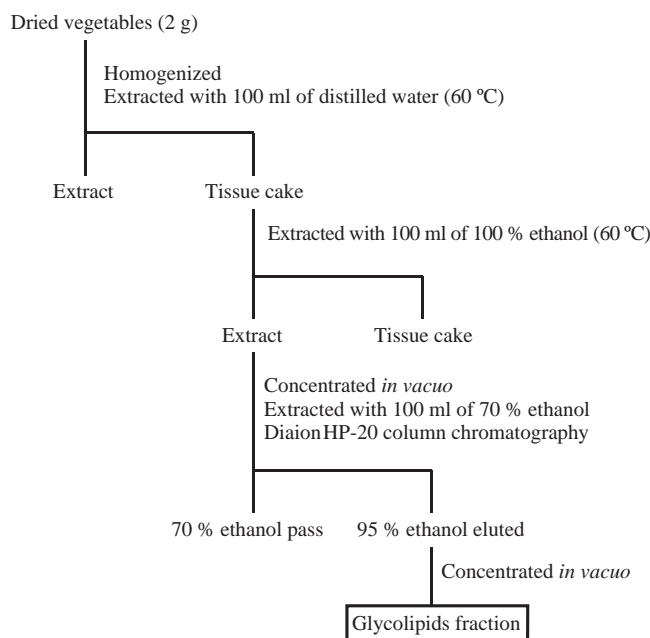 Dried vegetables (2 g)
Homogenized
Extracted with 100 ml of distilled water (60 ºC)
Extract
Tissue cake
Extracted with 100 ml of 100 % ethanol (60 ºC)
Extract
Tissue cake
Concentrated in vacuo
Extracted with 100 ml of 70 % ethanol
Diaion HP-20 column chromatography
70 % ethanol pass
95 % ethanol eluted
Concentrated in vacuo
Glycolipids fraction